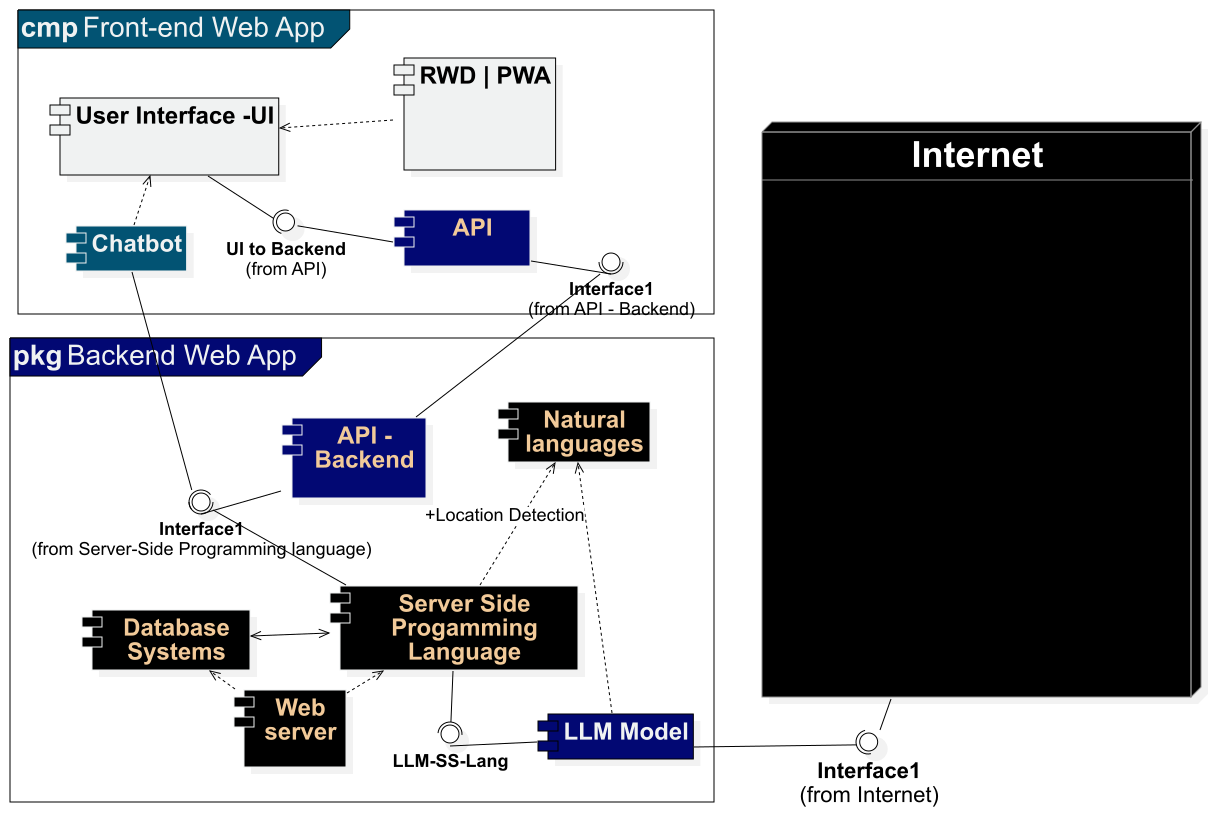 cmp Front-end Web App
RWD | PWA
User Interface -UI
API
Chatbot
UI to Backend
(from API)
Interface1
(from API - Backend)
Internet
pkg Backend Web App
Natural
languages
API -
Backend
+Location Detection
Interface1
(from Server-Side Programming language)
Server Side
Progamming
Language
Database
Systems
Web
server
LLM Model
LLM-SS-Lang
Interface1
(from Internet)